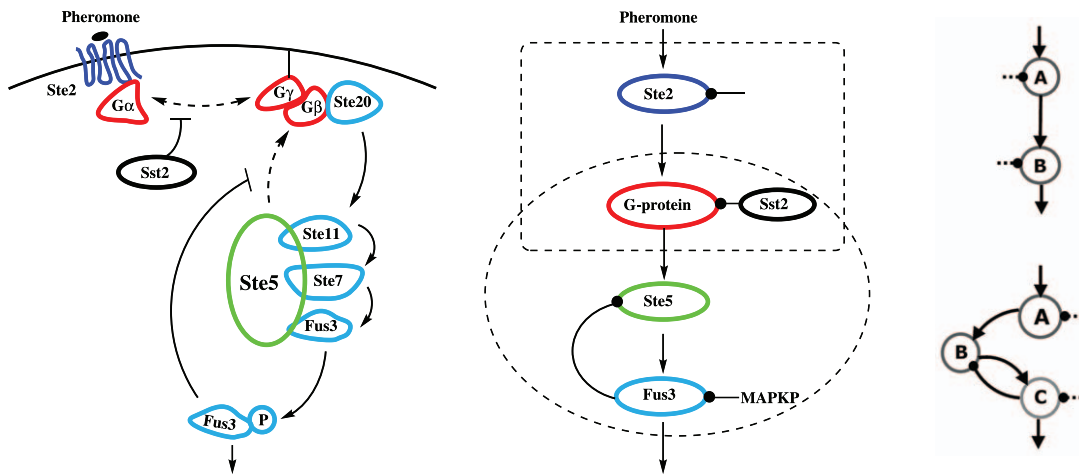 Pheromone
Ste2
Gα
Gγ
Gβ
Ste20
Sst2
Ste5
Ste11
Ste7
Fus3
Fus3
P
Pheromone
Ste2
G-protein
Sst2
Ste5
Fus3
MAPKP
A
B
A
B
C